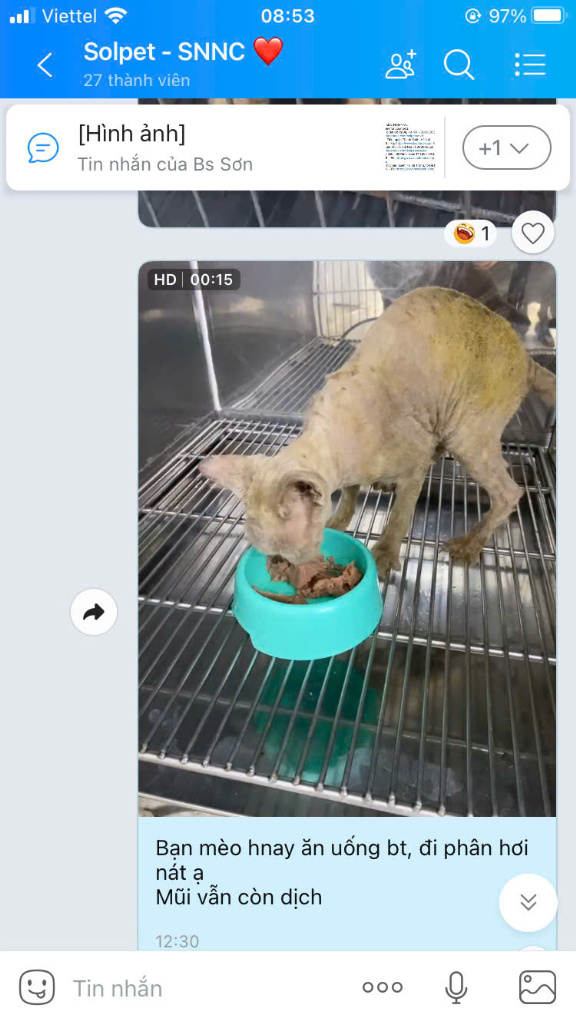 Viettel 08:53 97%
Solpet - SNNC ❤️
27 thành viên
[Hình ảnh]
Tin nhắn của Bs Sơn
+1
1
HD | 00:15
Bạn mèo hnay ăn uống bt, đi phân hơi
nát ạ
Mũi vẫn còn dịch
12:30
Tin nhắn